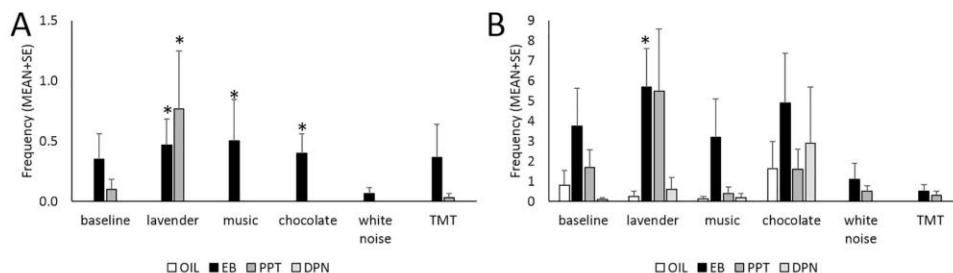 A
Frequency (MEAN+SE)
1.5
1.0
0.5
0.0
* * * *
baseline lavender music chocolate white noise TMT
OIL EB PPT DPN
B
Frequency (MEAN+SE)
9
8
7
6
5
4
3
2
1
0
*
baseline lavender music chocolate white noise TMT
OIL EB PPT DPN